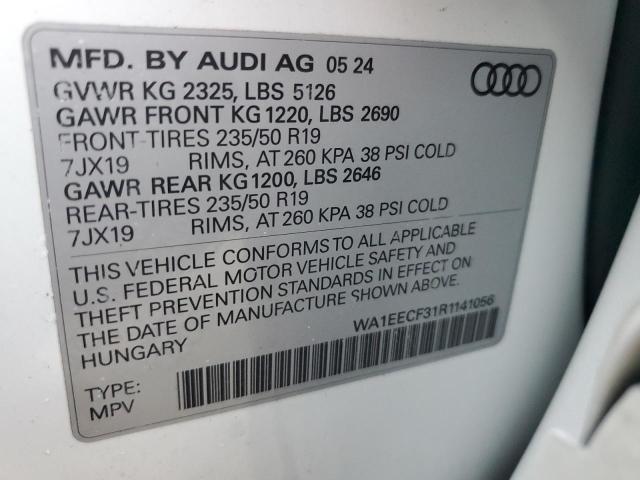 MFD. BY AUDI AG 05 24
GVWR KG 2325, LBS 5126
GAWR FRONT KG 1220, LBS 2690
FRONT-TIRES 235/50 R19
7JX19 RIMS, AT 260 KPA 38 PSI COLD
GAWR REAR KG 1200, LBS 2646
REAR-TIRES 235/50 R19
7JX19 RIMS, AT 260 KPA 38 PSI COLD
THIS VEHICLE CONFORMS TO ALL APPLICABLE
U.S. FEDERAL MOTOR VEHICLE SAFETY AND
THEFT PREVENTION STANDARDS IN EFFECT ON
THE DATE OF MANUFACTURE SHOWN ABOVE.
HUNGARY
WA1EECF31R1141056
TYPE:
MPV